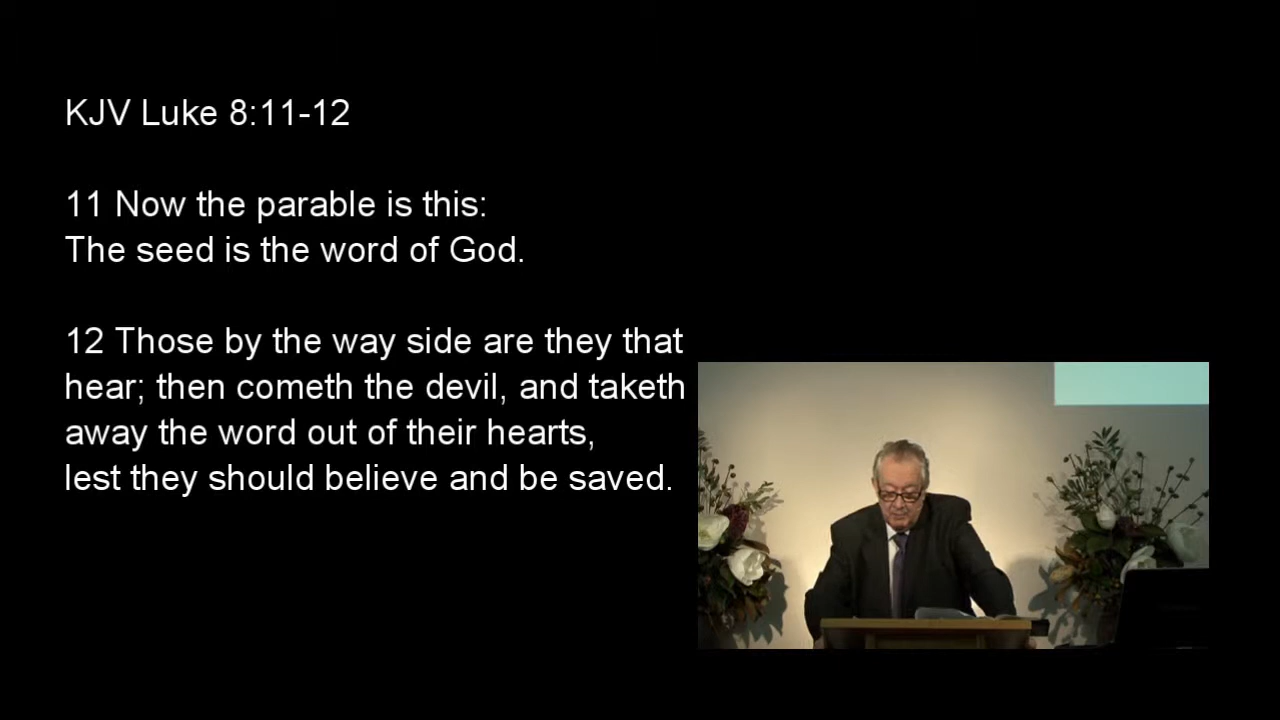 KJV Luke 8:11-12
11 Now the parable is this:
The seed is the word of God.
12 Those by the way side are they that
hear; then cometh the devil, and taketh
away the word out of their hearts,
lest they should believe and be saved.